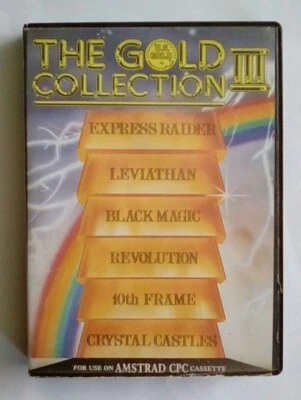 THE GOLD
U.S. GOLD
COLLECTION III
EXPRESS RAIDER
LEVIATHAN
BLACK MAGIC
REVOLUTION
10th FRAME
CRYSTAL CASTLES
FOR USE ON AMSTRAD CPC CASSETTE